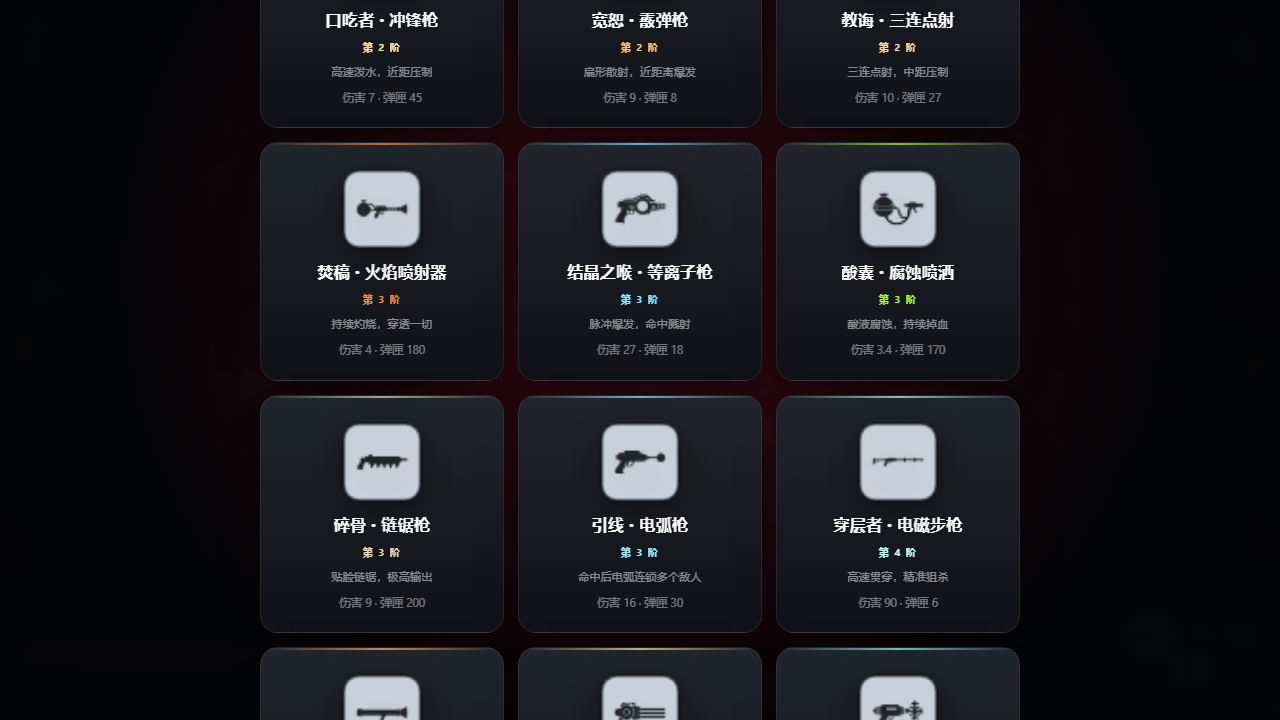 口吃者·冲锋枪
第 2 阶
高速泼水，近距压制
伤害 7 · 弹匣 45
宽恕·霰弹枪
第 2 阶
扇形散射，近距离爆发
伤害 9 · 弹匣 8
教诲·三连点射
第 2 阶
三连点射，中距压制
伤害 10 · 弹匣 27
焚稿·火焰喷射器
第 3 阶
持续灼烧，穿透一切
伤害 4 · 弹匣 180
结晶之喉·等离子枪
第 3 阶
脉冲爆发，命中溅射
伤害 27 · 弹匣 18
酸囊·腐蚀喷洒
第 3 阶
酸液腐蚀，持续掉血
伤害 3.4 · 弹匣 170
碎骨·链锯枪
第 3 阶
贴脸链锯，极高输出
伤害 9 · 弹匣 200
引线·电弧枪
第 3 阶
命中后电弧连锁多个敌人
伤害 16 · 弹匣 30
穿层者·电磁步枪
第 4 阶
高速贯穿，精准狙杀
伤害 90 · 弹匣 6